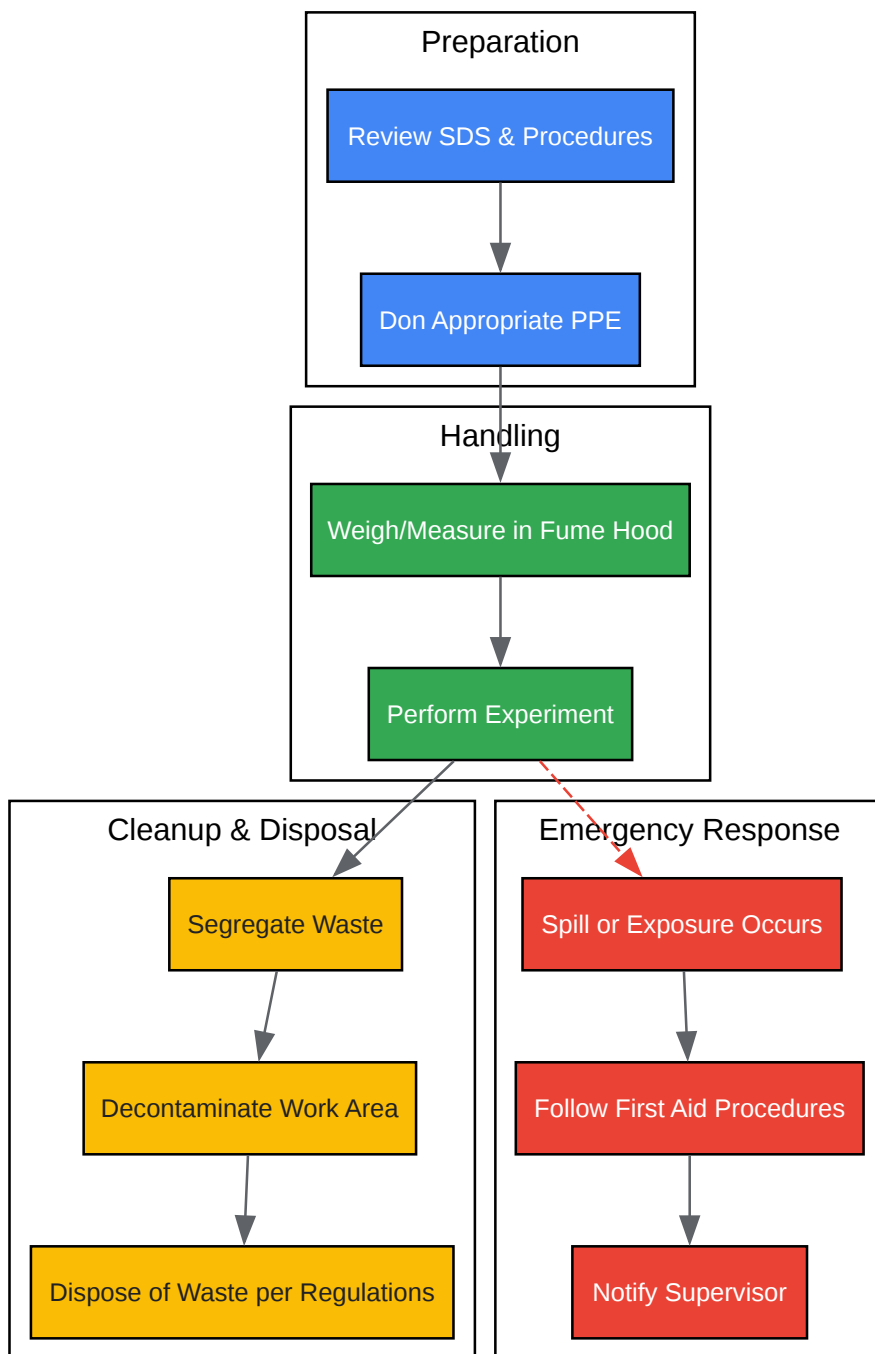 Preparation
Review SDS & Procedures
Don Appropriate PPE
Handling
Weigh/Measure in Fume Hood
Perform Experiment
Cleanup & Disposal
Segregate Waste
Decontaminate Work Area
Dispose of Waste per Regulations
Emergency Response
Spill or Exposure Occurs
Follow First Aid Procedures
Notify Supervisor